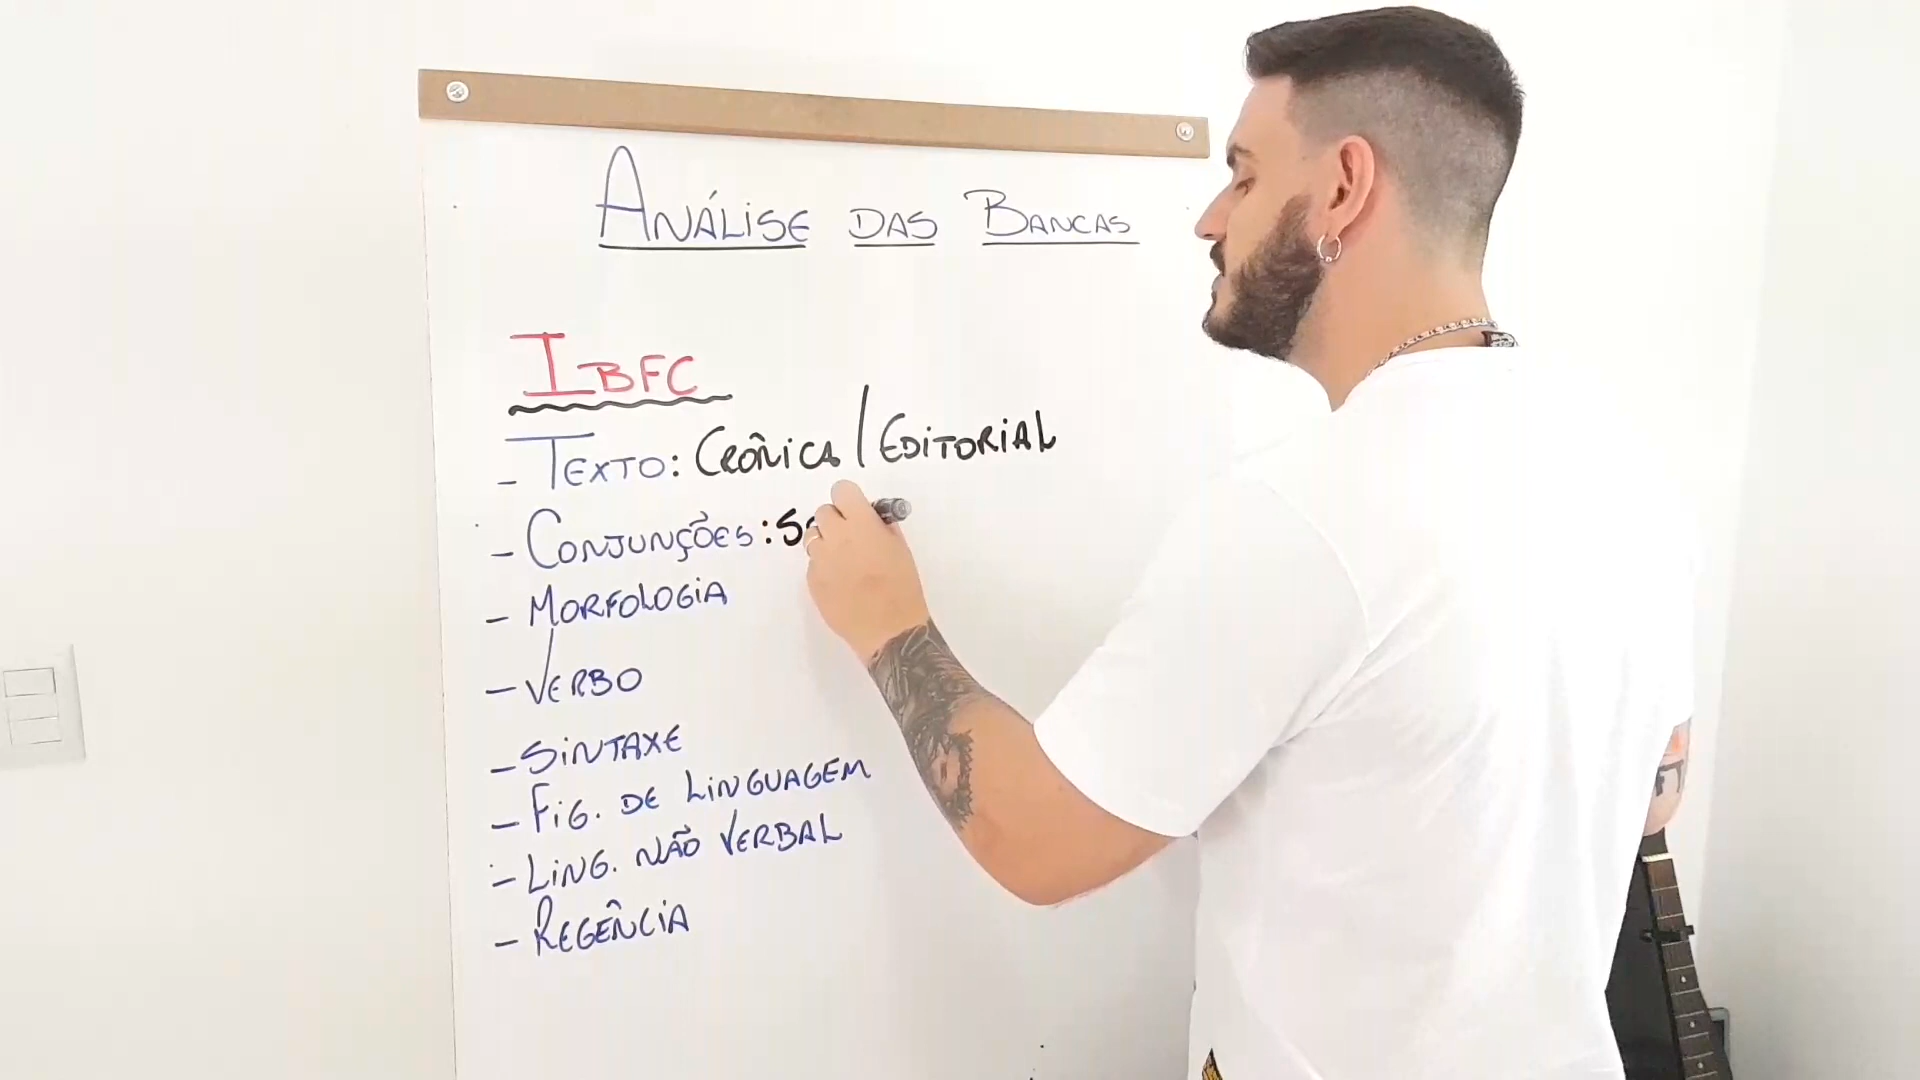 ANÁLISE DAS BANCAS
IBFC
- TEXTO: CRÔNICA / EDITORIAL
- CONJUNÇÕES :
- MORFOLOGIA
- VERBO
- SINTAXE
- FIG. DE LINGUAGEM
- LING. NÃO VERBAL
- REGÊNCIA